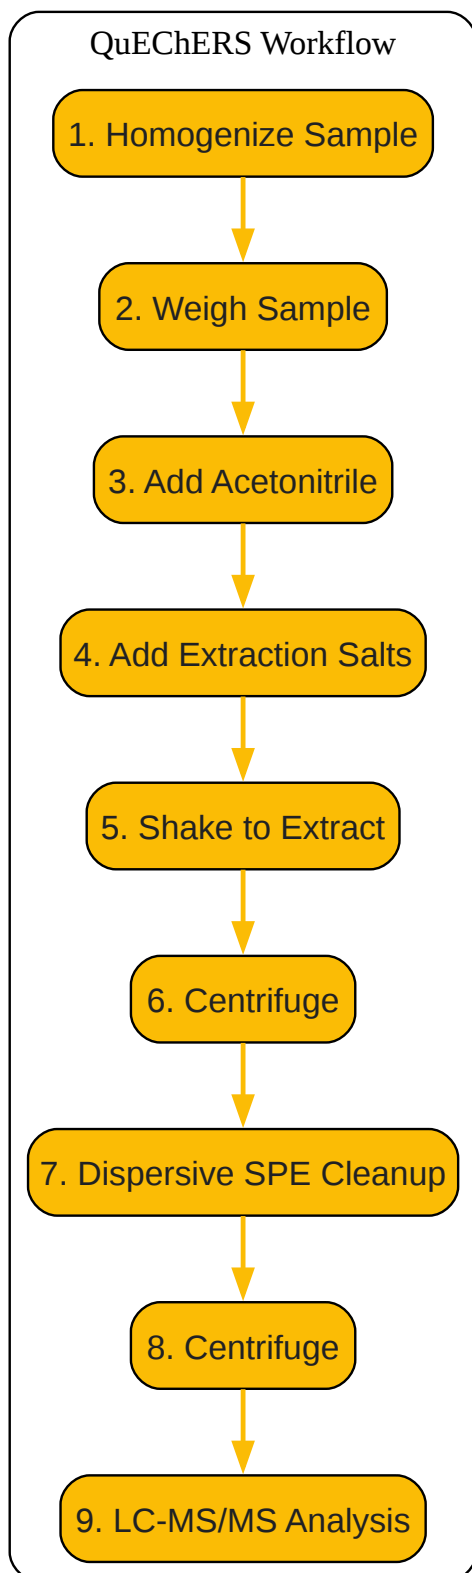 QuEChERS Workflow
1. Homogenize Sample
2. Weigh Sample
3. Add Acetonitrile
4. Add Extraction Salts
5. Shake to Extract
6. Centrifuge
7. Dispersive SPE Cleanup
8. Centrifuge
9. LC-MS/MS Analysis